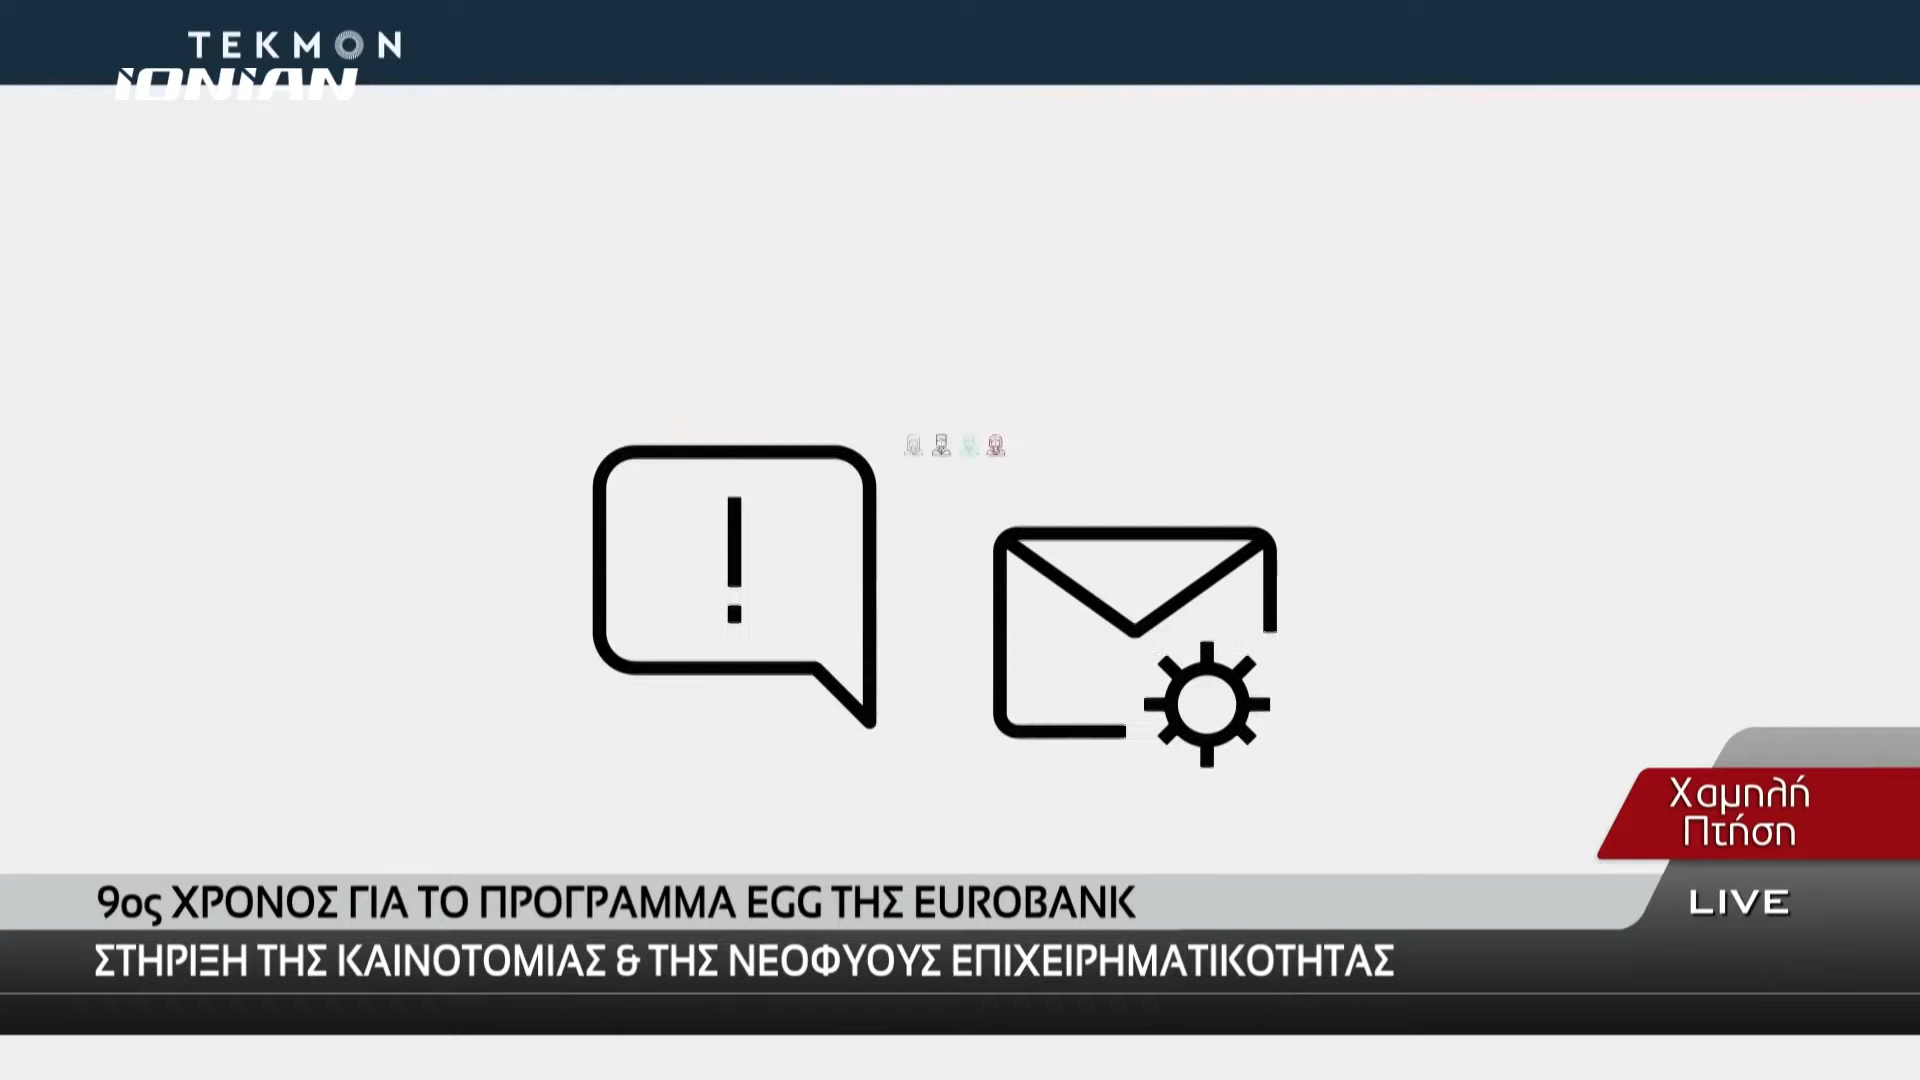 TEKMON
IONIAN
Χαμηλή
Πτήση
9ος ΧΡΟΝΟΣ ΓΙΑ ΤΟ ΠΡΟΓΡΑΜΜΑ EGG ΤΗΣ EUROBANK
LIVE
ΣΤΗΡΙΞΗ ΤΗΣ ΚΑΙΝΟΤΟΜΙΑΣ & ΤΗΣ ΝΕΟΦΥΟΥΣ ΕΠΙΧΕΙΡΗΜΑΤΙΚΟΤΗΤΑΣ